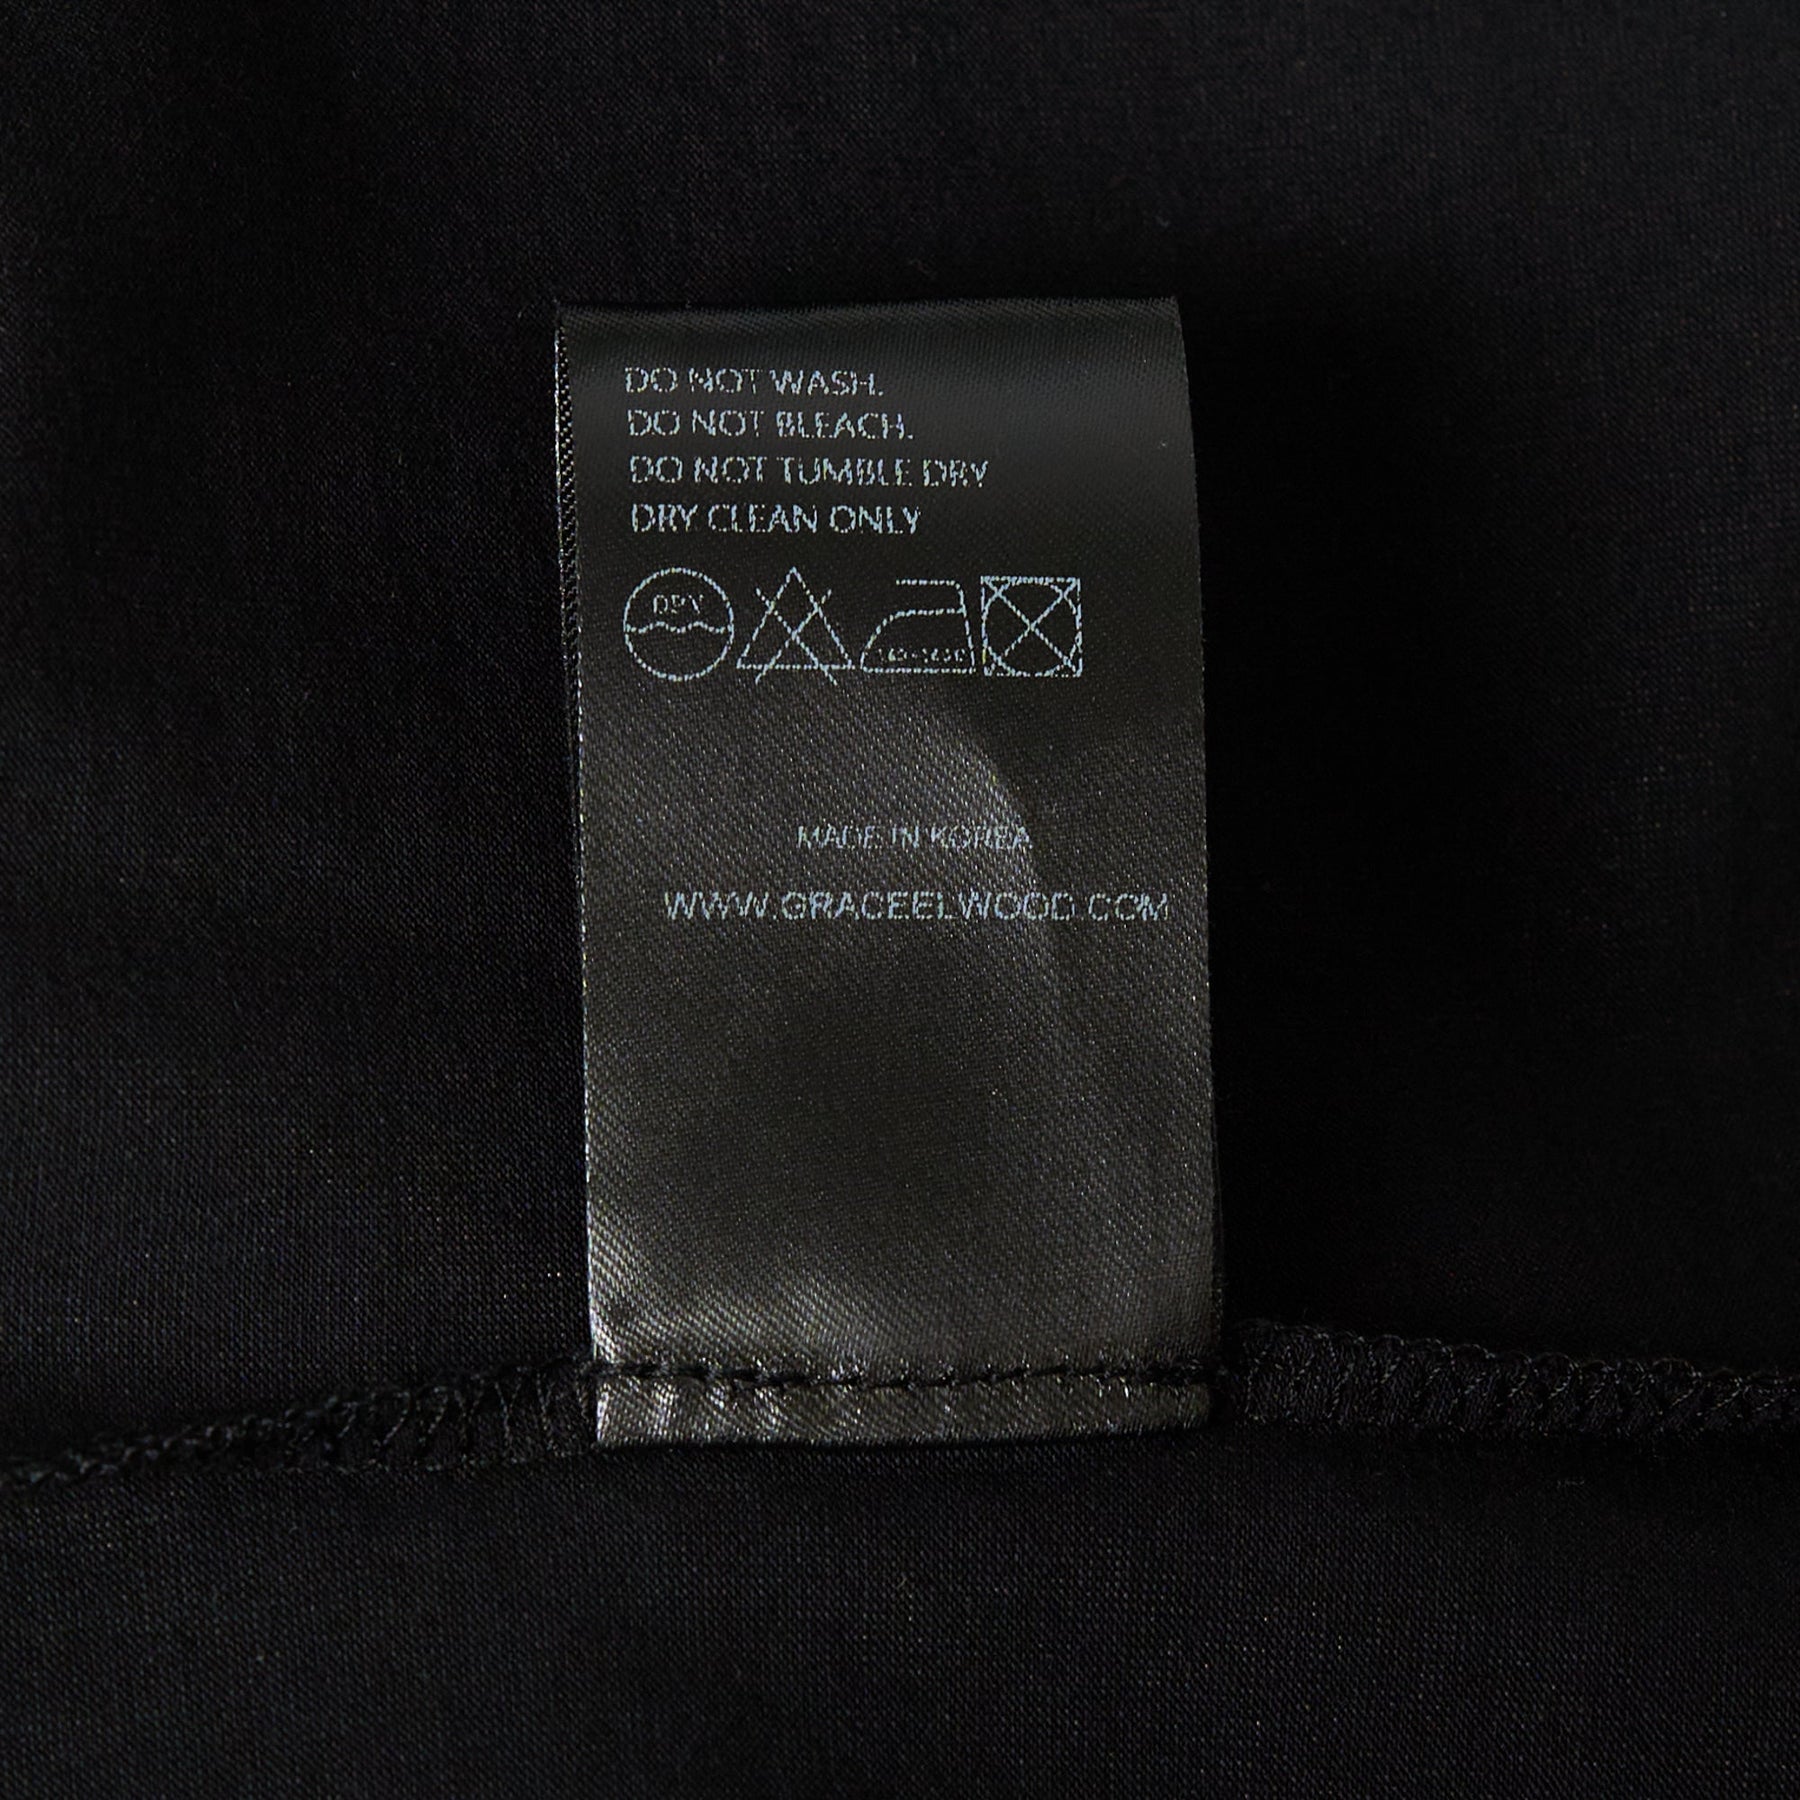 DO NOT WASH.
DO NOT BLEACH.
DO NOT TUMBLE DRY
DRY CLEAN ONLY
DRY
MADE IN KOREA
WWW.GRACEELWOOD.COM